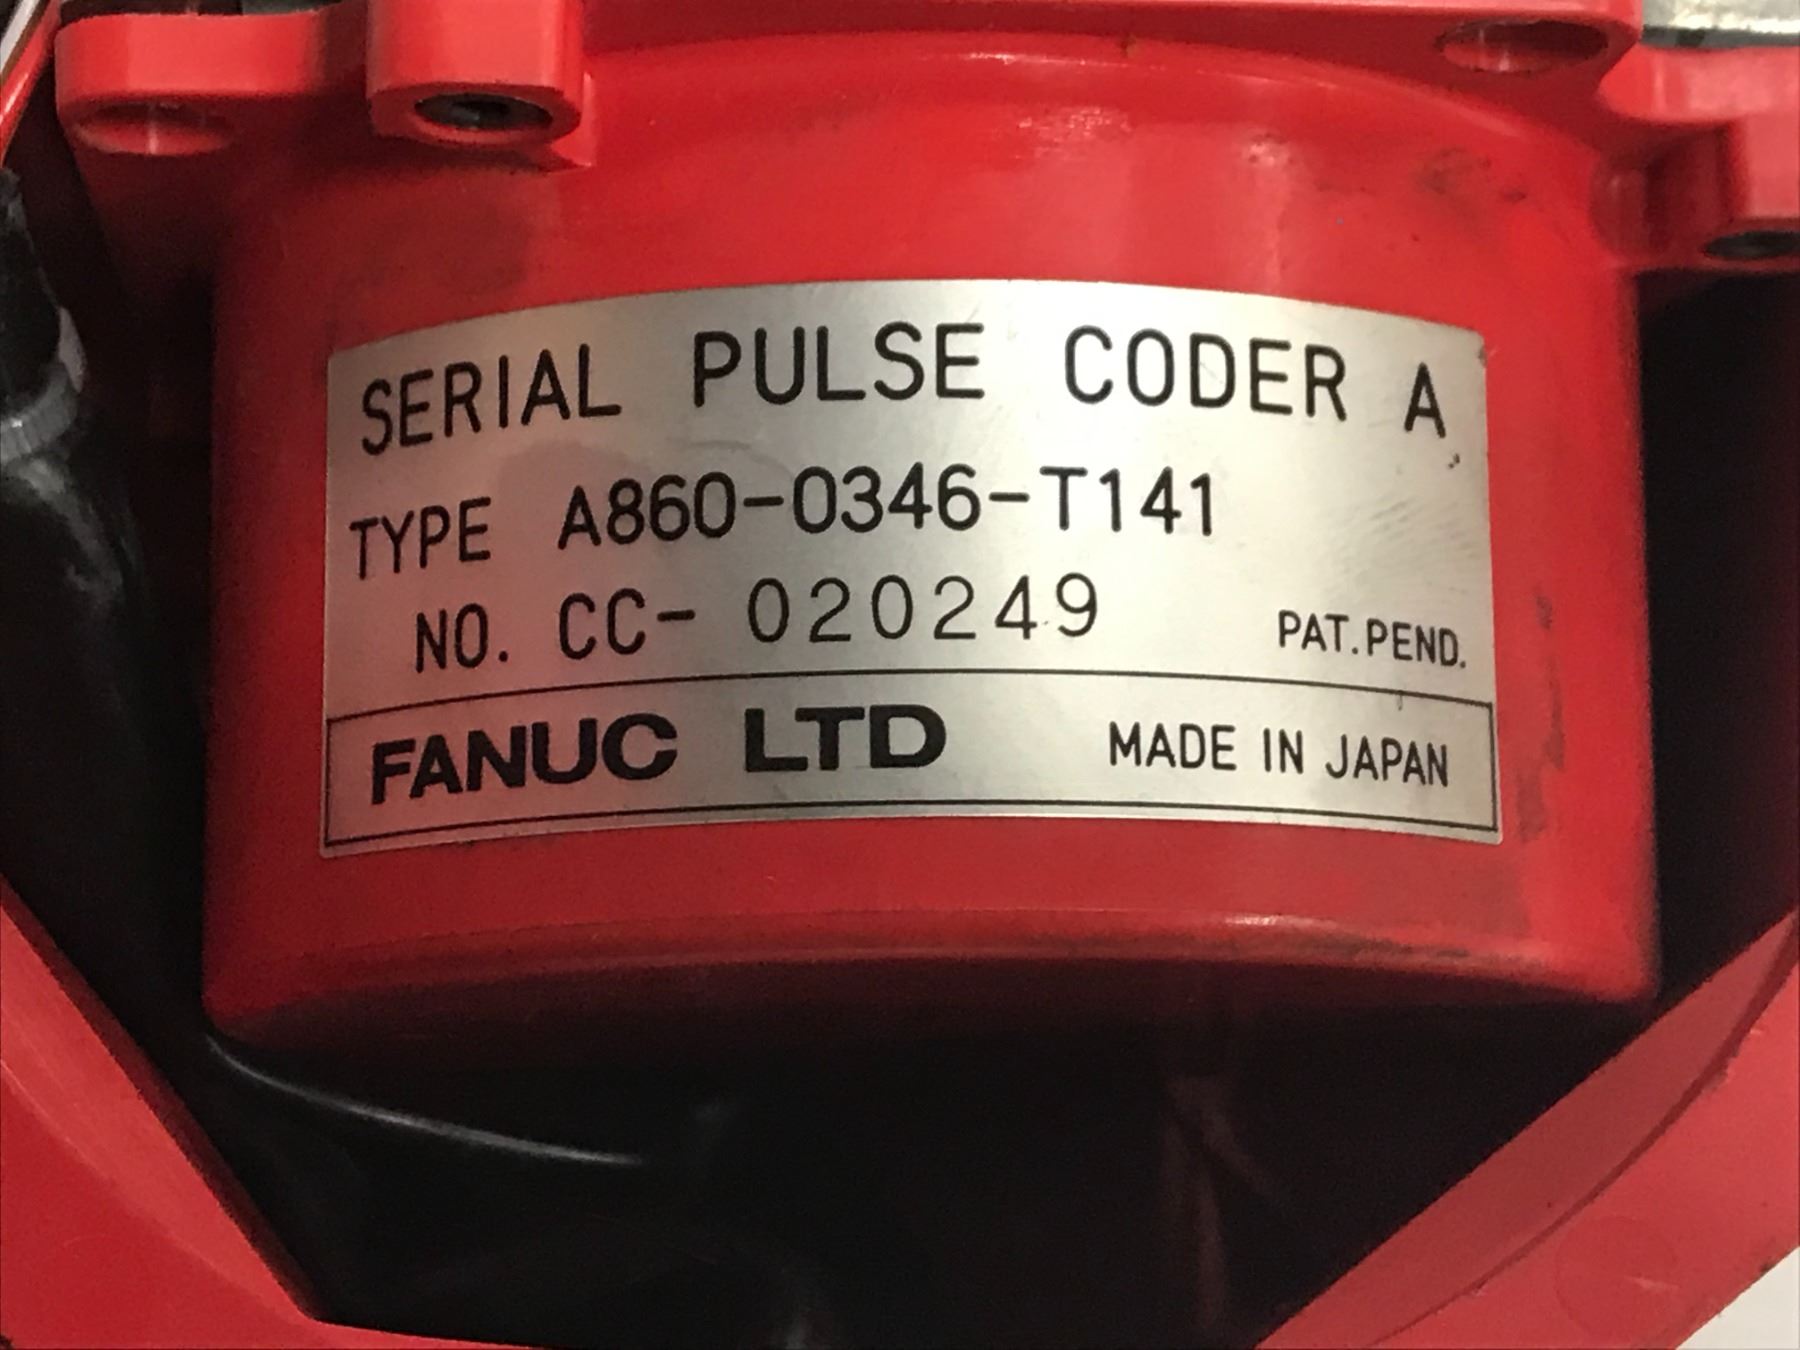 SERIAL PULSE CODER A
TYPE A860-0346-T141
NO. CC- 020249 PAT.PEND.
FANUC LTD MADE IN JAPAN